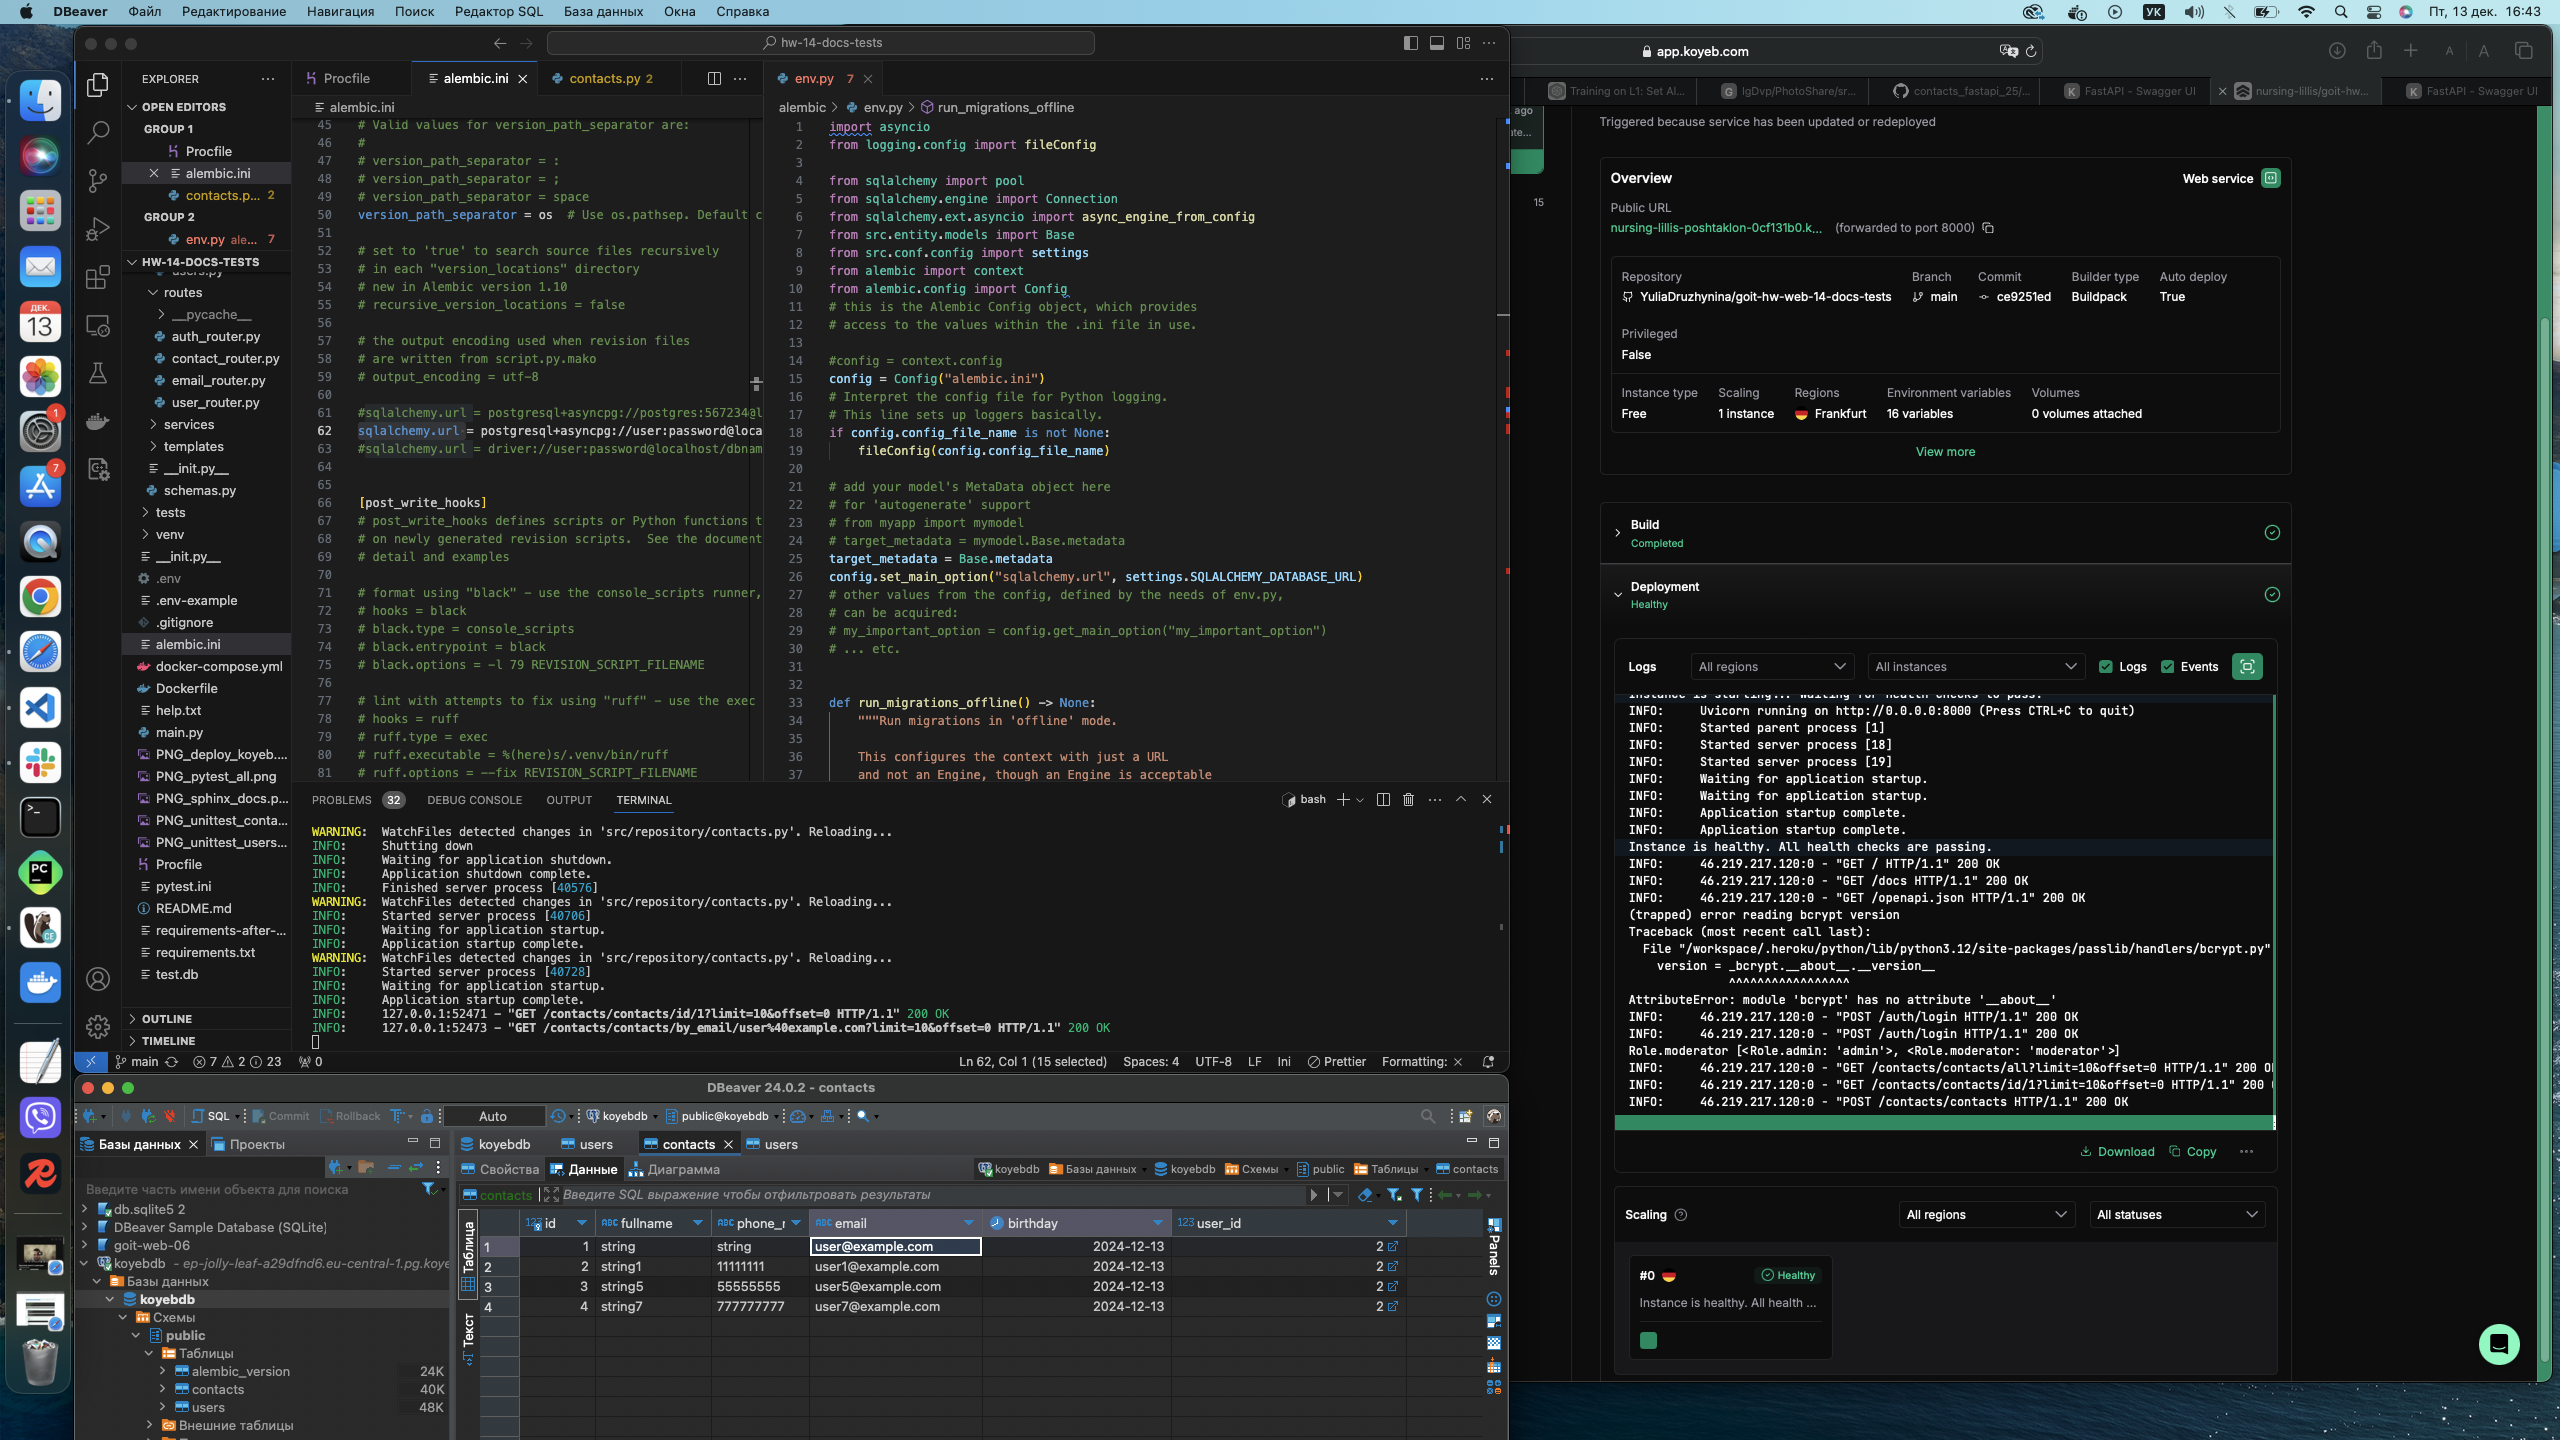 DBeaver Файл Редактирование Навигация Поиск Редактор SQL База данных Окна Справка
УК Пт, 13 дек. 16:43
hw-14-docs-tests
EXPLORER
OPEN EDITORS
GROUP 1
Procfile
alembic.ini
contacts.p... 2
GROUP 2
env.py ale... 7
HW-14-DOCS-TESTS
users.py
routes
__pycache__
auth_router.py
contact_router.py
email_router.py
user_router.py
services
templates
__init.py__
schemas.py
tests
venv
__init.py__
.env
.env-example
.gitignore
alembic.ini
docker-compose.yml
Dockerfile
help.txt
main.py
PNG_deploy_koyeb....
PNG_pytest_all.png
PNG_sphinx_docs.p...
PNG_unittest_conta...
PNG_unittest_users...
Procfile
pytest.ini
README.md
requirements-after-...
requirements.txt
test.db
OUTLINE
TIMELINE
Procfile alembic.ini contacts.py 2
alembic.ini
45 # Valid values for version_path_separator are:
46 #
47 # version_path_separator = :
48 # version_path_separator = ;
49 # version_path_separator = space
50 version_path_separator = os # Use os.pathsep. Default c
51
52 # set to 'true' to search source files recursively
53 # in each "version_locations" directory
54 # new in Alembic version 1.10
55 # recursive_version_locations = false
56
57 # the output encoding used when revision files
58 # are written from script.py.mako
59 # output_encoding = utf-8
60
61 #sqlalchemy.url = postgresql+asyncpg://postgres:567234@l
62 sqlalchemy.url = postgresql+asyncpg://user:password@loca
63 #sqlalchemy.url = driver://user:password@localhost/dbnam
64
65
66 [post_write_hooks]
67 # post_write_hooks defines scripts or Python functions t
68 # on newly generated revision scripts. See the document
69 # detail and examples
70
71 # format using "black" - use the console_scripts runner,
72 # hooks = black
73 # black.type = console_scripts
74 # black.entrypoint = black
75 # black.options = -l 79 REVISION_SCRIPT_FILENAME
76
77 # lint with attempts to fix using "ruff" - use the exec
78 # hooks = ruff
79 # ruff.type = exec
80 # ruff.executable = %(here)s/.venv/bin/ruff
81 # ruff.options = --fix REVISION_SCRIPT_FILENAME
env.py 7
alembic > env.py > run_migrations_offline
1 import asyncio
2 from logging.config import fileConfig
3
4 from sqlalchemy import pool
5 from sqlalchemy.engine import Connection
6 from sqlalchemy.ext.asyncio import async_engine_from_config
7 from src.entity.models import Base
8 from src.conf.config import settings
9 from alembic import context
10 from alembic.config import Config
11 # this is the Alembic Config object, which provides
12 # access to the values within the .ini file in use.
13
14 #config = context.config
15 config = Config("alembic.ini")
16 # Interpret the config file for Python logging.
17 # This line sets up loggers basically.
18 if config.config_file_name is not None:
19 fileConfig(config.config_file_name)
20
21 # add your model's MetaData object here
22 # for 'autogenerate' support
23 # from myapp import mymodel
24 # target_metadata = mymodel.Base.metadata
25 target_metadata = Base.metadata
26 config.set_main_option("sqlalchemy.url", settings.SQLALCHEMY_DATABASE_URL)
27 # other values from the config, defined by the needs of env.py,
28 # can be acquired:
29 # my_important_option = config.get_main_option("my_important_option")
30 # ... etc.
31
32
33 def run_migrations_offline() -> None:
34 """Run migrations in 'offline' mode.
35
36 This configures the context with just a URL
37 and not an Engine, though an Engine is acceptable
PROBLEMS 32 DEBUG CONSOLE OUTPUT TERMINAL bash
WARNING: WatchFiles detected changes in 'src/repository/contacts.py'. Reloading...
INFO: Shutting down
INFO: Waiting for application shutdown.
INFO: Application shutdown complete.
INFO: Finished server process [40576]
WARNING: WatchFiles detected changes in 'src/repository/contacts.py'. Reloading...
INFO: Started server process [40706]
INFO: Waiting for application startup.
INFO: Application startup complete.
WARNING: WatchFiles detected changes in 'src/repository/contacts.py'. Reloading...
INFO: Started server process [40728]
INFO: Waiting for application startup.
INFO: Application startup complete.
INFO: 127.0.0.1:52471 - "GET /contacts/contacts/id/1?limit=10&offset=0 HTTP/1.1" 200 OK
INFO: 127.0.0.1:52473 - "GET /contacts/contacts/by_email/user%40example.com?limit=10&offset=0 HTTP/1.1" 200 OK
main 7 2 23 0 Ln 62, Col 1 (15 selected) Spaces: 4 UTF-8 LF Ini Prettier Formatting:
DBeaver 24.0.2 - contacts
SQL Commit Rollback Auto koyebdb public@koyebdb
Базы данных Проекты
Введите часть имени объекта для поиска
db.sqlite5 2
DBeaver Sample Database (SQLite)
goit-web-06
koyebdb - ep-jolly-leaf-a29dfnd6.eu-central-1.pg.koye
Базы данных
koyebdb
Схемы
public
Таблицы
alembic_version 24K
contacts 40K
users 48K
Внешние таблицы
koyebdb users contacts users
Свойства Данные Диаграмма koyebdb Базы данных koyebdb Схемы public Таблицы contacts
contacts Введите SQL выражение чтобы отфильтровать результаты
Таблица
Текст
Panels
123 id ABC fullname ABC phone_r ABC email birthday 123 user_id
1 1 string string user@example.com 2024-12-13 2
2 2 string1 11111111 user1@example.com 2024-12-13 2
3 3 string5 55555555 user5@example.com 2024-12-13 2
4 4 string7 777777777 user7@example.com 2024-12-13 2
app.koyeb.com
Training on L1: Set Al... IgDvp/PhotoShare/sr... contacts_fastapi_25/... FastAPI - Swagger UI nursing-lillis/goit-hw... FastAPI - Swagger UI
ago
15
Triggered because service has been updated or redeployed
Overview Web service
Public URL
nursing-lillis-poshtaklon-0cf131b0.k... (forwarded to port 8000)
Repository Branch Commit Builder type Auto deploy
YuliaDruzhynina/goit-hw-web-14-docs-tests main ce9251ed Buildpack True
Privileged
False
Instance type Scaling Regions Environment variables Volumes
Free 1 instance Frankfurt 16 variables 0 volumes attached
View more
Build
Completed
Deployment
Healthy
Logs All regions All instances Logs Events
Instance is starting... Waiting for health checks to pass.
INFO: Uvicorn running on http://0.0.0.0:8000 (Press CTRL+C to quit)
INFO: Started parent process [1]
INFO: Started server process [18]
INFO: Started server process [19]
INFO: Waiting for application startup.
INFO: Waiting for application startup.
INFO: Application startup complete.
INFO: Application startup complete.
Instance is healthy. All health checks are passing.
INFO: 46.219.217.120:0 - "GET / HTTP/1.1" 200 OK
INFO: 46.219.217.120:0 - "GET /docs HTTP/1.1" 200 OK
INFO: 46.219.217.120:0 - "GET /openapi.json HTTP/1.1" 200 OK
(trapped) error reading bcrypt version
Traceback (most recent call last):
File "/workspace/.heroku/python/lib/python3.12/site-packages/passlib/handlers/bcrypt.py"
version = _bcrypt.__about__.__version__
^^^^^^^^^^^^^^^^^
AttributeError: module 'bcrypt' has no attribute '__about__'
INFO: 46.219.217.120:0 - "POST /auth/login HTTP/1.1" 200 OK
INFO: 46.219.217.120:0 - "POST /auth/login HTTP/1.1" 200 OK
Role.moderator [<Role.admin: 'admin'>, <Role.moderator: 'moderator'>]
INFO: 46.219.217.120:0 - "GET /contacts/contacts/all?limit=10&offset=0 HTTP/1.1" 200 O
INFO: 46.219.217.120:0 - "GET /contacts/contacts/id/1?limit=10&offset=0 HTTP/1.1" 200
INFO: 46.219.217.120:0 - "POST /contacts/contacts HTTP/1.1" 200 OK
Download Copy
Scaling All regions All statuses
#0 Healthy
Instance is healthy. All health ...
ДЕК.
13
1
7